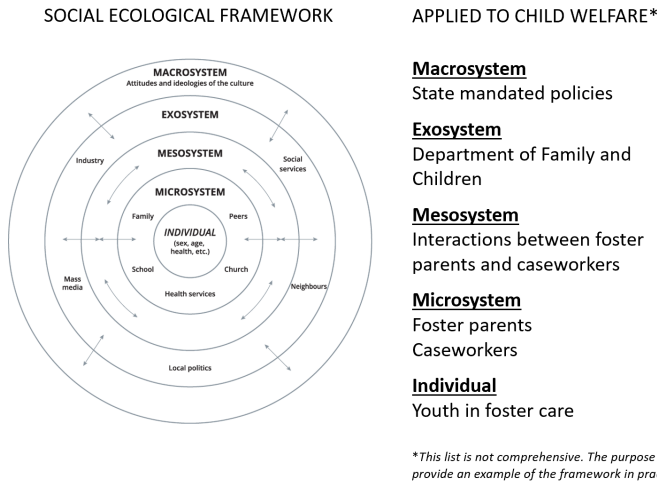 SOCIAL ECOLOGICAL FRAMEWORK
MACROSYSTEM
Attitudes and ideologies of the culture
EXOSYSTEM
Industry
MESOSYSTEM
Social
services
MICROSYSTEM
Family
Peers
INDIVIDUAL
(sex, age,
health, etc.)
School
Church
Mass
media
Health services
Neighbours
Local politics
APPLIED TO CHILD WELFARE*
Macrosystem
State mandated policies
Exosystem
Department of Family and
Children
Mesosystem
Interactions between foster
parents and caseworkers
Microsystem
Foster parents
Caseworkers
Individual
Youth in foster care
*This list is not comprehensive. The purpose
provide an example of the framework in